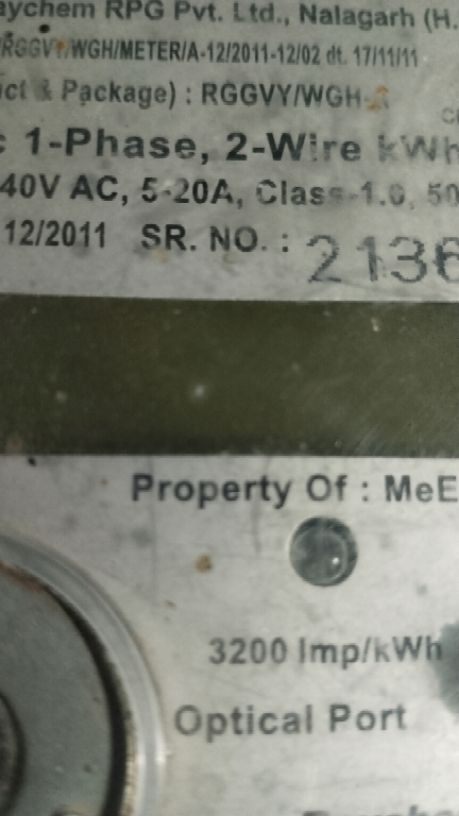 aychem RPG Pvt. Ltd., Nalagarh (H.
RGGVY/WGH/METER/A-12/2011-12/02 dt. 17/11/11
ict & Package) : RGGVY/WGH-
c 1-Phase, 2-Wire kWh
40V AC, 5-20A, Class-1.0, 50
12/2011 SR. NO. : 2136
Property Of : MeE
3200 Imp/kWh
Optical Port